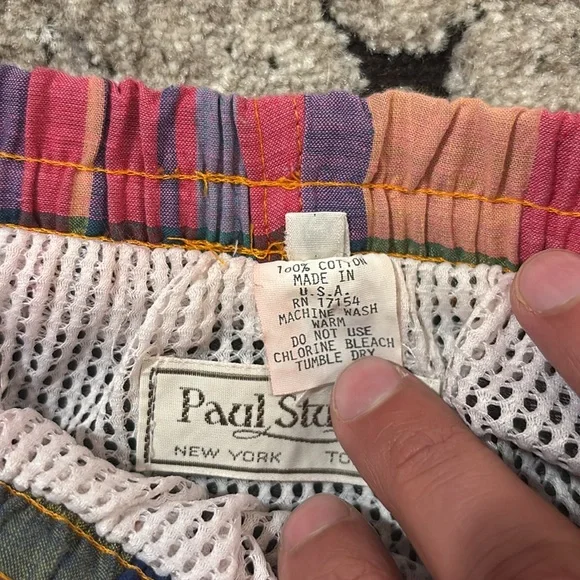 100% COTTON
MADE IN
U.S.A.
RN 17154
MACHINE WASH
WARM
DO NOT USE
CHLORINE BLEACH
TUMBLE DRY
Paul
NEW YORK